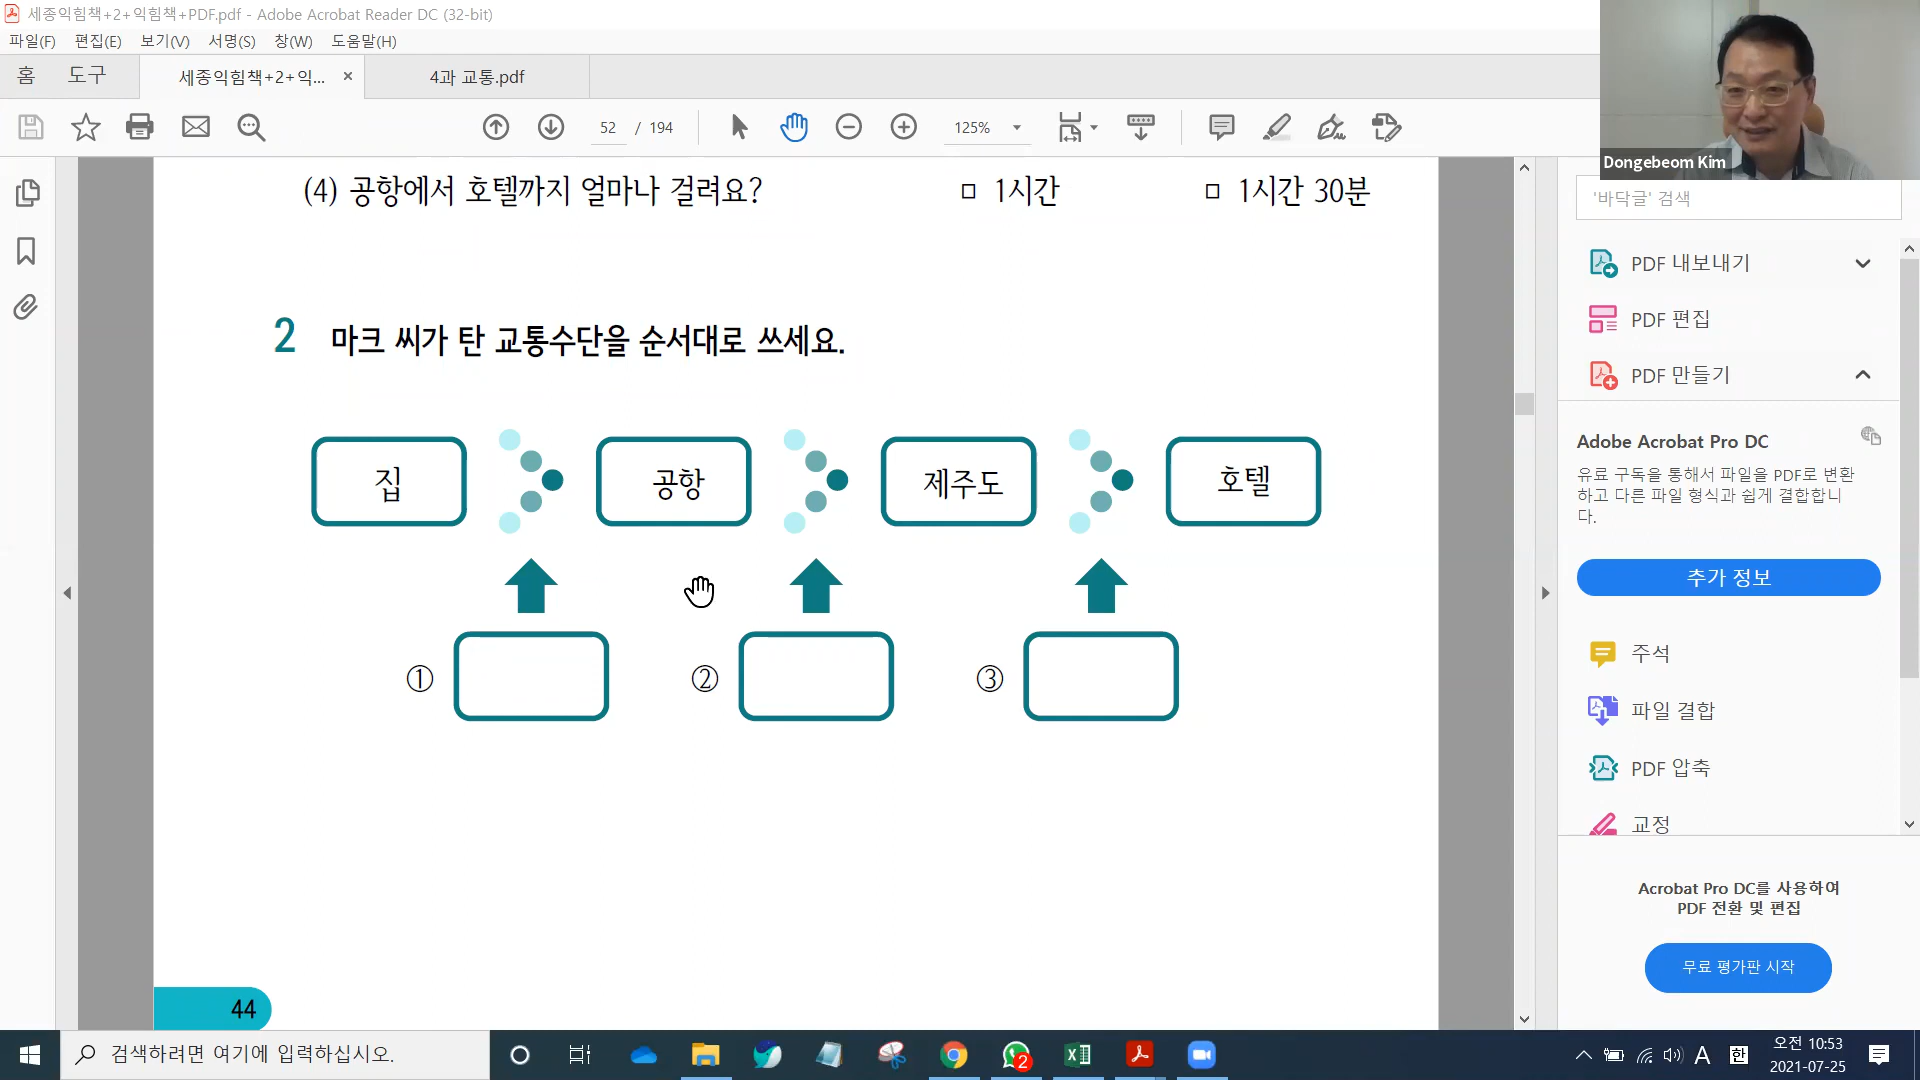 세종익힘책+2+익힘책+PDF.pdf - Adobe Acrobat Reader DC (32-bit)
파일(F) 편집(E) 보기(V) 서명(S) 창(W) 도움말(H)
홈 도구 세종익힘책+2+익... × 4과 교통.pdf
52 / 194 125%
Dongebeom Kim
(4) 공항에서 호텔까지 얼마나 걸려요? □ 1시간 □ 1시간 30분
2 마크 씨가 탄 교통수단을 순서대로 쓰세요.
집 공항 제주도 호텔
① ② ③
44
'바닥글' 검색
PDF 내보내기
PDF 편집
PDF 만들기
Adobe Acrobat Pro DC
유료 구독을 통해서 파일을 PDF로 변환
하고 다른 파일 형식과 쉽게 결합합니
다.
추가 정보
주석
파일 결합
PDF 압축
교정
Acrobat Pro DC를 사용하여
PDF 전환 및 편집
무료 평가판 시작
검색하려면 여기에 입력하십시오.
2
A 한 오전 10:53
2021-07-25